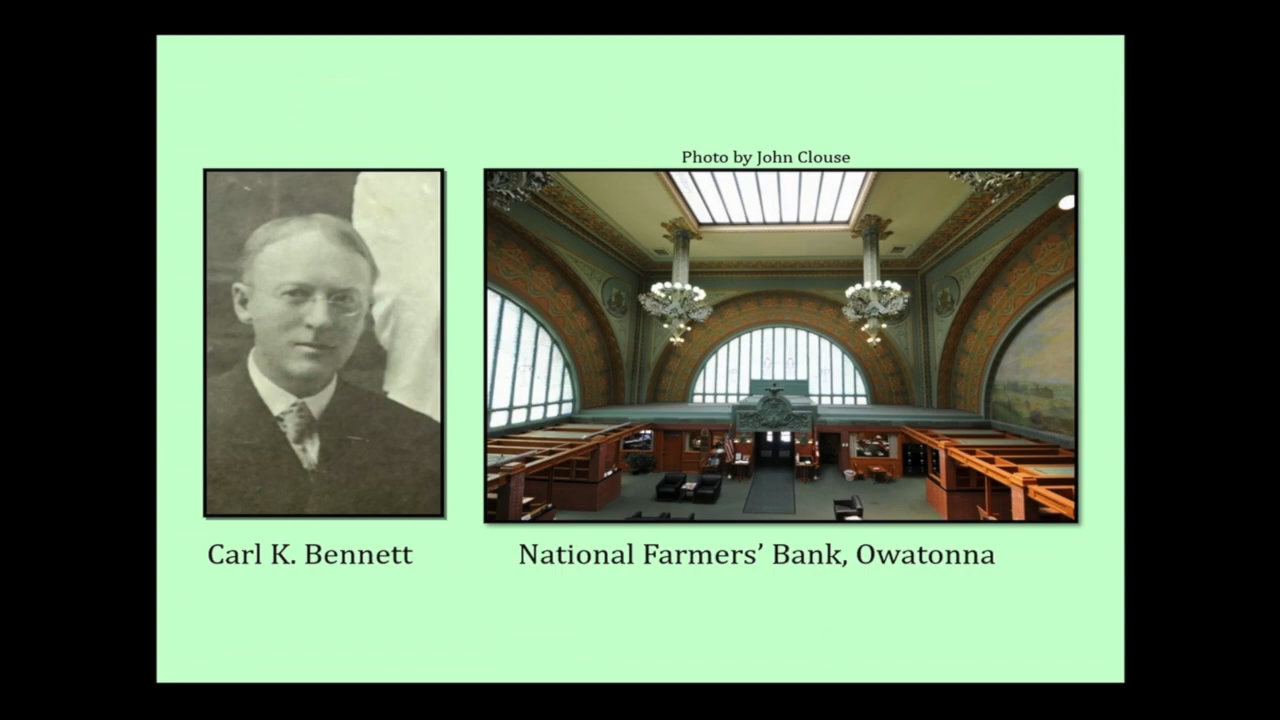 Photo by John Clouse
Carl K. Bennett
National Farmers’ Bank, Owatonna